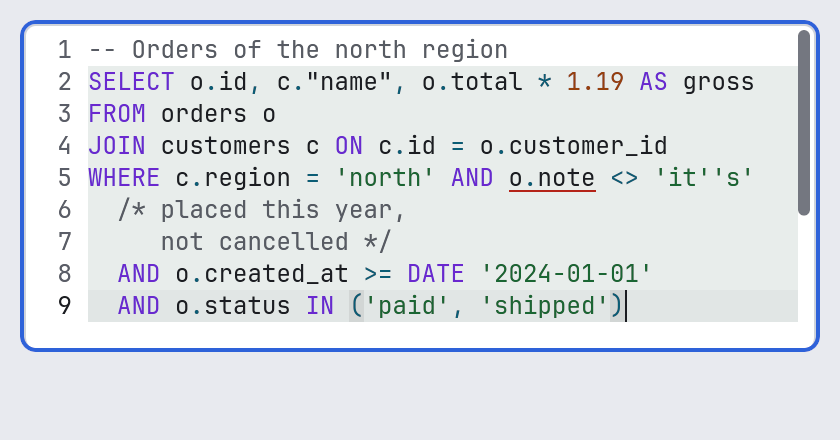 1 -- Orders of the north region
2 SELECT o.id, c."name", o.total * 1.19 AS gross
3 FROM orders o
4 JOIN customers c ON c.id = o.customer_id
5 WHERE c.region = 'north' AND o.note <> 'it''s'
6   /* placed this year,
7      not cancelled */
8   AND o.created_at >= DATE '2024-01-01'
9   AND o.status IN ('paid', 'shipped')